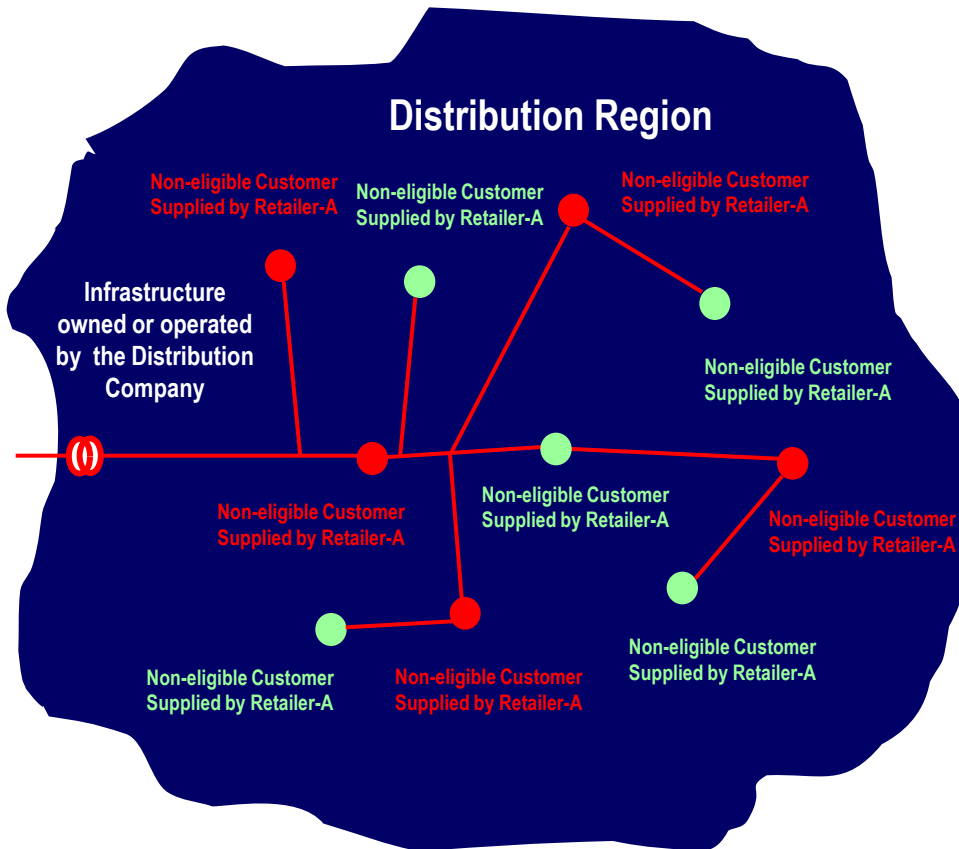 Distribution Region
Non-eligible Customer
Supplied by Retailer-A
Non-eligible Customer
Supplied by Retailer-A
Non-eligible Customer
Supplied by Retailer-A
Infrastructure
owned or operated
by the Distribution
Company
Non-eligible Customer
Supplied by Retailer-A
Non-eligible Customer
Supplied by Retailer-A
Non-eligible Customer
Supplied by Retailer-A
Non-eligible Customer
Supplied by Retailer-A
Non-eligible Customer
Supplied by Retailer-A
Non-eligible Customer
Supplied by Retailer-A
Non-eligible Customer
Supplied by Retailer-A